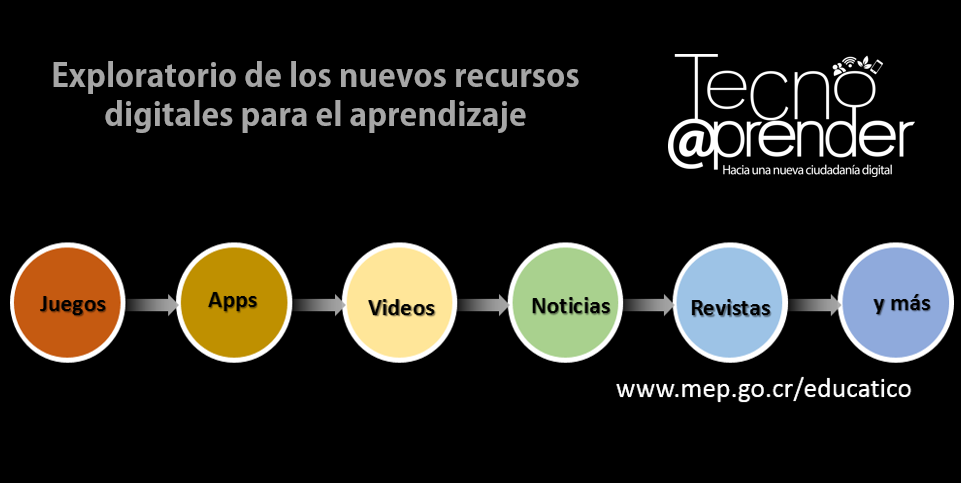 Exploratorio de los nuevos recursos
digitales para el aprendizaje
Tecno
@prender
Hacia una nueva ciudadanía digital
Juegos
Apps
Videos
Noticias
Revistas
y más
www.mep.go.cr/educatico